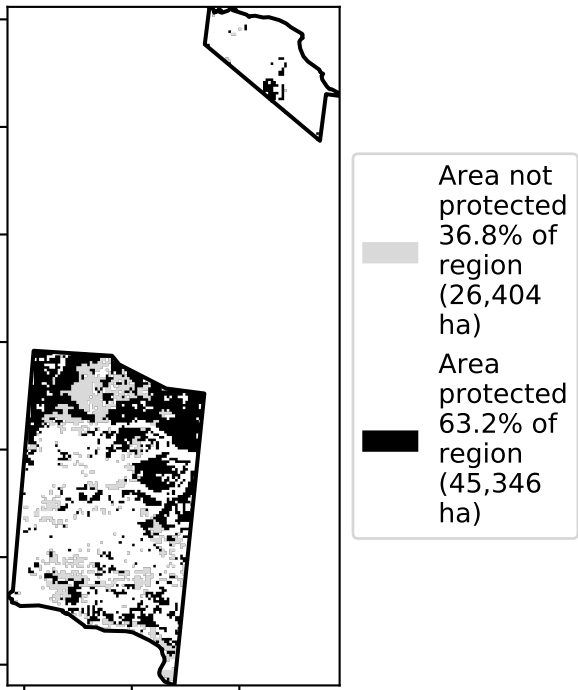 Area not
protected
36.8% of
region
(26,404
ha)
Area
protected
63.2% of
region
(45,346
ha)